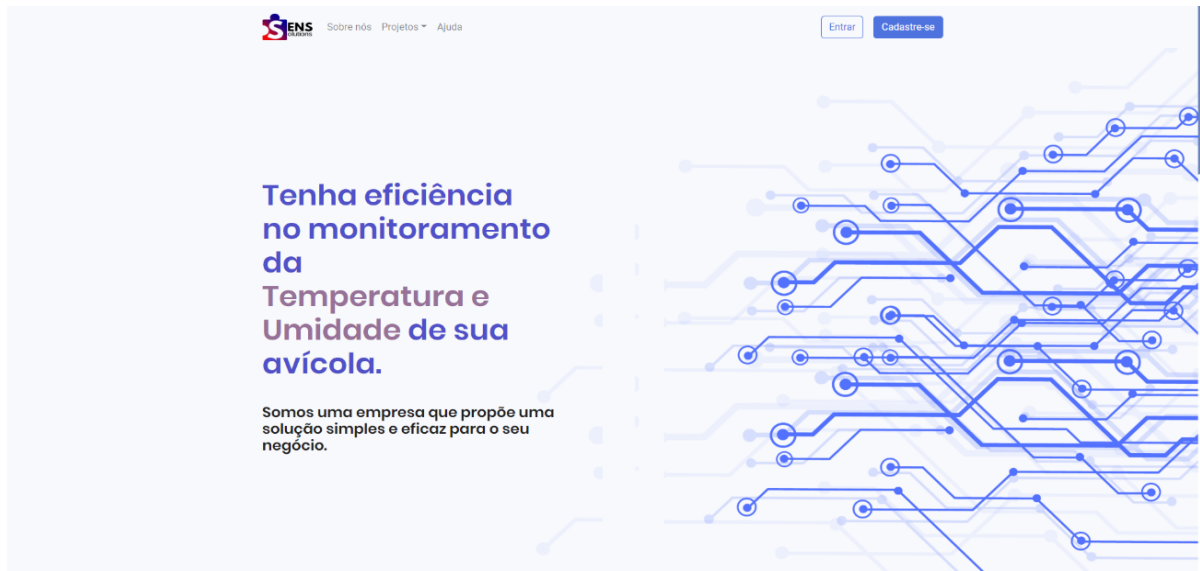 SENS
Solutions
Sobre nós Projetos Ajuda
Entrar Cadastre-se
Tenha eficiência
no monitoramento
da
Temperatura e
Umidade de sua
avícola.
Somos uma empresa que propõe uma
solução simples e eficaz para o seu
negócio.